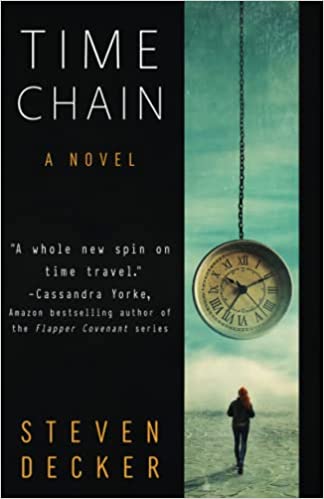 TIME
CHAIN
A NOVEL
"A whole new spin on
time travel."
-Cassandra Yorke,
Amazon bestselling author of
the Flapper Covenant series
STEVEN
DECKER